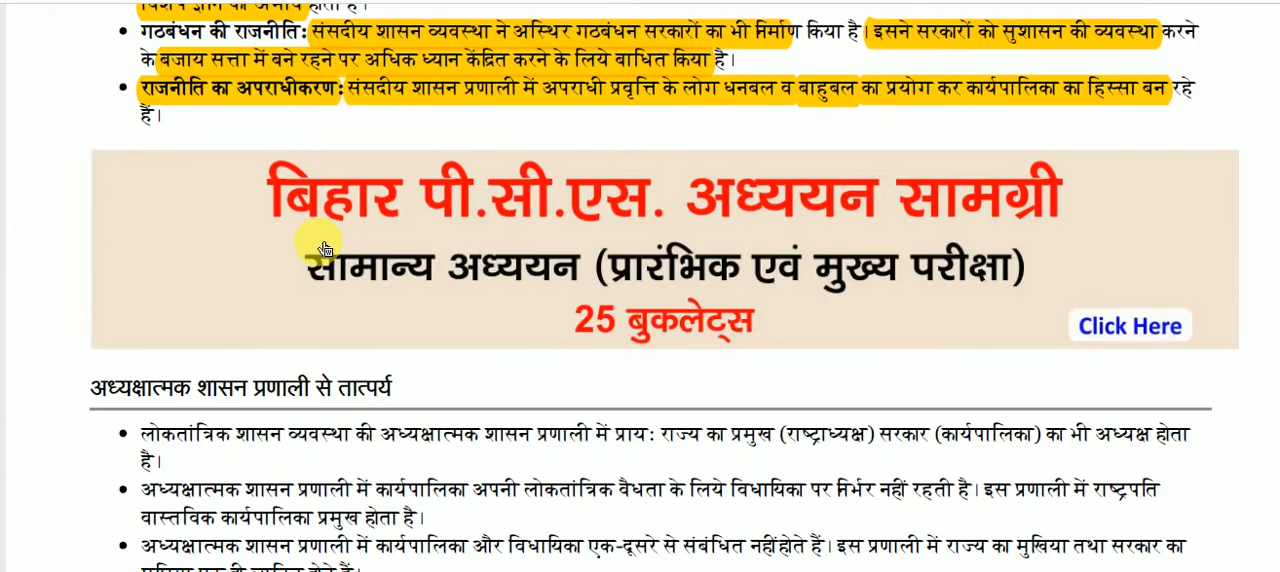 विशेष ज्ञान का अभाव होता है।
गठबंधन की राजनीति: संसदीय शासन व्यवस्था ने अस्थिर गठबंधन सरकारों का भी निर्माण किया है। इसने सरकारों को सुशासन की व्यवस्था करने
के बजाय सत्ता में बने रहने पर अधिक ध्यान केंद्रित करने के लिये बाधित किया है।
राजनीति का अपराधीकरण: संसदीय शासन प्रणाली में अपराधी प्रवृत्ति के लोग धनबल व बाहुबल का प्रयोग कर कार्यपालिका का हिस्सा बन रहे
हैं।
बिहार पी.सी.एस. अध्ययन सामग्री
सामान्य अध्ययन (प्रारंभिक एवं मुख्य परीक्षा)
25 बुकलेट्स
Click Here
अध्यक्षात्मक शासन प्रणाली से तात्पर्य
लोकतांत्रिक शासन व्यवस्था की अध्यक्षात्मक शासन प्रणाली में प्राय: राज्य का प्रमुख (राष्ट्राध्यक्ष) सरकार (कार्यपालिका) का भी अध्यक्ष होता
है।
अध्यक्षात्मक शासन प्रणाली में कार्यपालिका अपनी लोकतांत्रिक वैधता के लिये विधायिका पर निर्भर नहीं रहती है। इस प्रणाली में राष्ट्रपति
वास्तविक कार्यपालिका प्रमुख होता है।
अध्यक्षात्मक शासन प्रणाली में कार्यपालिका और विधायिका एक-दूसरे से संबंधित नहीं होते हैं। इस प्रणाली में राज्य का मुखिया तथा सरकार का